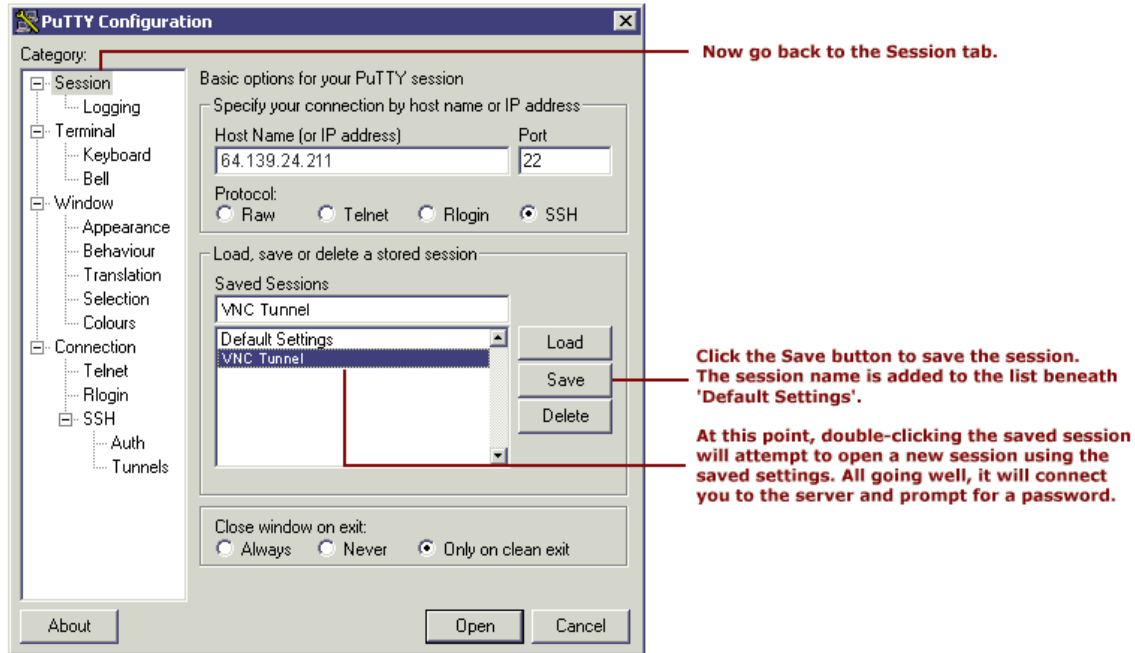 PuTTY Configuration
Now go back to the Session tab.
Category:
Session
Logging
Terminal
Keyboard
Bell
Window
Appearance
Behaviour
Translation
Selection
Colours
Connection
Telnet
Rlogin
SSH
Auth
Tunnels
Basic options for your PuTTY session
Specify your connection by host name or IP address
Host Name (or IP address) Port
64.139.24.211 22
Protocol:
Raw Telnet Rlogin SSH
Load, save or delete a stored session
Saved Sessions
VNC Tunnel
Default Settings
VNC Tunnel
Load
Save
Delete
Click the Save button to save the session.
The session name is added to the list beneath
'Default Settings'.
At this point, double-clicking the saved session
will attempt to open a new session using the
saved settings. All going well, it will connect
you to the server and prompt for a password.
Close window on exit:
Always Never Only on clean exit
About Open Cancel